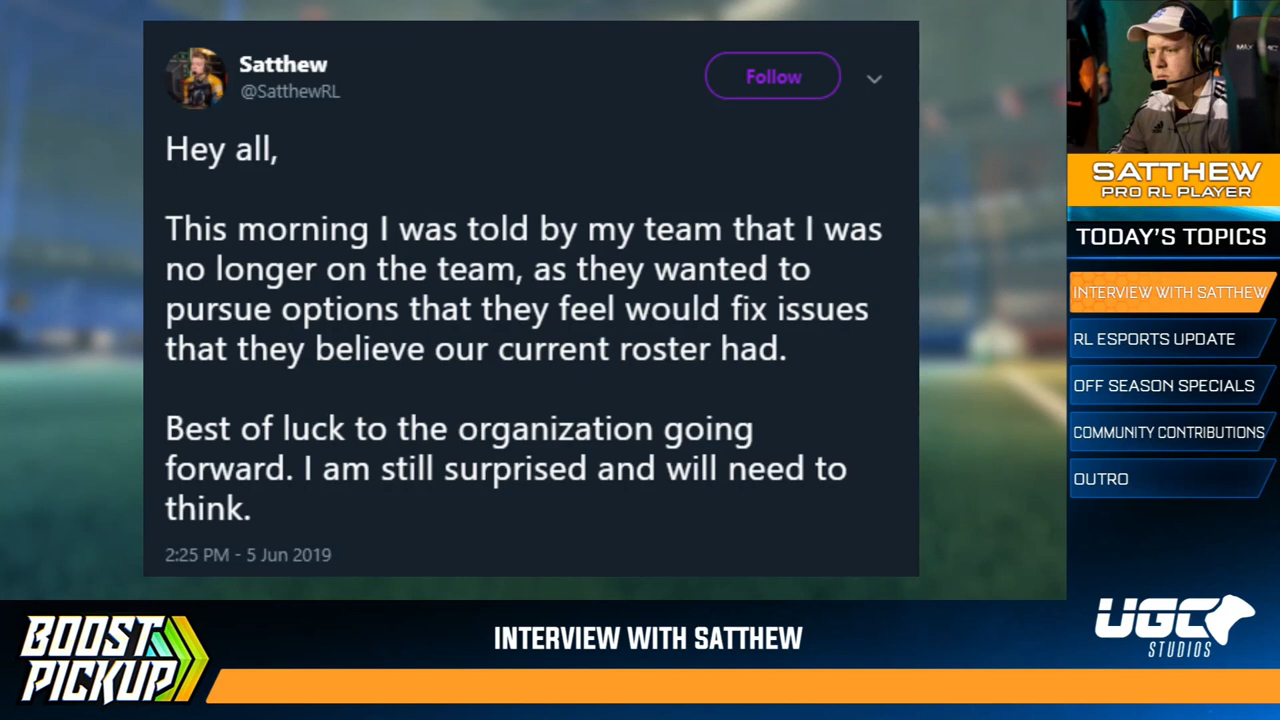 Satthew
@SatthewRL
Follow
Hey all,
This morning I was told by my team that I was
no longer on the team, as they wanted to
pursue options that they feel would fix issues
that they believe our current roster had.
Best of luck to the organization going
forward. I am still surprised and will need to
think.
2:25 PM - 5 Jun 2019
SATTHEW
PRO RL PLAYER
TODAY'S TOPICS
INTERVIEW WITH SATTHEW
RL ESPORTS UPDATE
OFF SEASON SPECIALS
COMMUNITY CONTRIBUTIONS
OUTRO
BOOST
PICKUP
INTERVIEW WITH SATTHEW
UGC
STUDIOS